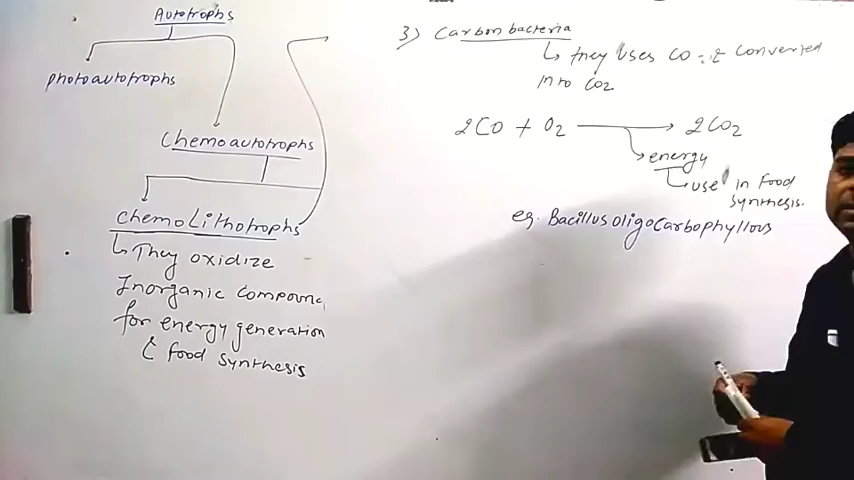 Autotrophs
photoautotrophs
Chemoautotrophs
chemoLithotrophs
They oxidize
Inorganic compound
for energy generation
& food synthesis
3) Carbon bacteria
they uses CO & converted
into CO2
2CO + O2 → 2CO2
energy
use in Food
synthesis.
eg. Bacillus oligocarbophyllous